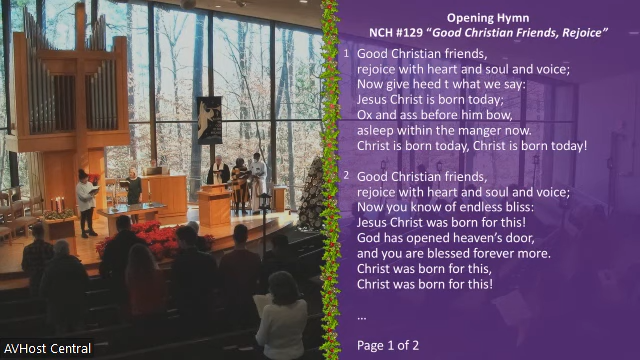 Opening Hymn
NCH #129 “Good Christian Friends, Rejoice”
1 Good Christian friends,
rejoice with heart and soul and voice;
Now give heed t what we say:
Jesus Christ is born today;
Ox and ass before him bow,
asleep within the manger now.
Christ is born today, Christ is born today!
2 Good Christian friends,
rejoice with heart and soul and voice;
Now you know of endless bliss:
Jesus Christ was born for this!
God has opened heaven’s door,
and you are blessed forever more.
Christ was born for this,
Christ was born for this!
...
Page 1 of 2
AVHost Central